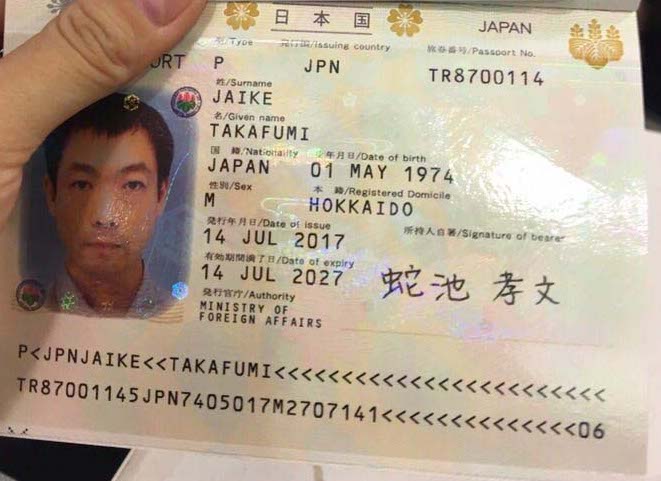 日本国 JAPAN
型/Type 発行国/Issuing country 旅券番号/Passport No.
PORT P JPN TR8700114
姓/Surname
JAIKE
名/Given name
TAKAFUMI
国籍/Nationality 生年月日/Date of birth
JAPAN 01 MAY 1974
性別/Sex 本籍/Registered Domicile
M HOKKAIDO
発行年月日/Date of issue 所持人自署/Signature of bearer
14 JUL 2017
有効期間満了日/Date of expiry
14 JUL 2027 蛇池 孝文
発行官庁/Authority
MINISTRY OF
FOREIGN AFFAIRS
P<JPNJAIKE<<TAKAFUMI<<<<<<<<<<<<<<<<<<<<<<<<
TR87001145JPN7405017M2707141<<<<<<<<<<<<<<06